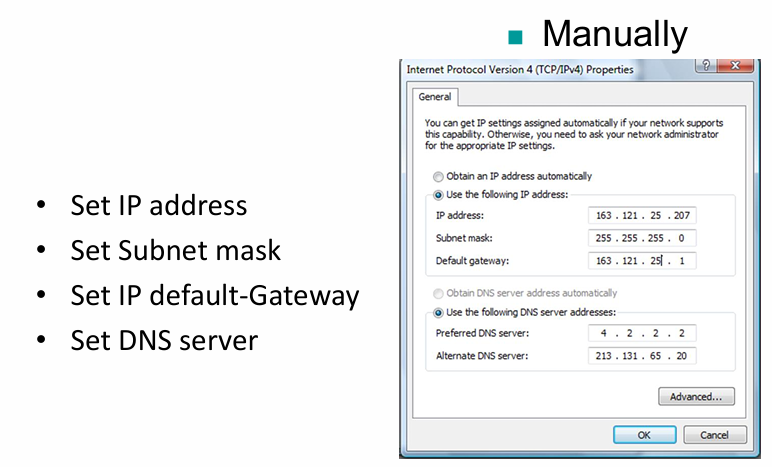 Manually
• Set IP address
• Set Subnet mask
• Set IP default-Gateway
• Set DNS server
Internet Protocol Version 4 (TCP/IPv4) Properties
General
You can get IP settings assigned automatically if your network supports
this capability. Otherwise, you need to ask your network administrator
for the appropriate IP settings.
Obtain an IP address automatically
Use the following IP address:
IP address: 163 . 121 . 25 . 207
Subnet mask: 255 . 255 . 255 . 0
Default gateway: 163 . 121 . 25 . 1
Obtain DNS server address automatically
Use the following DNS server addresses:
Preferred DNS server: 4 . 2 . 2 . 2
Alternate DNS server: 213 . 131 . 65 . 20
Advanced...
OK Cancel